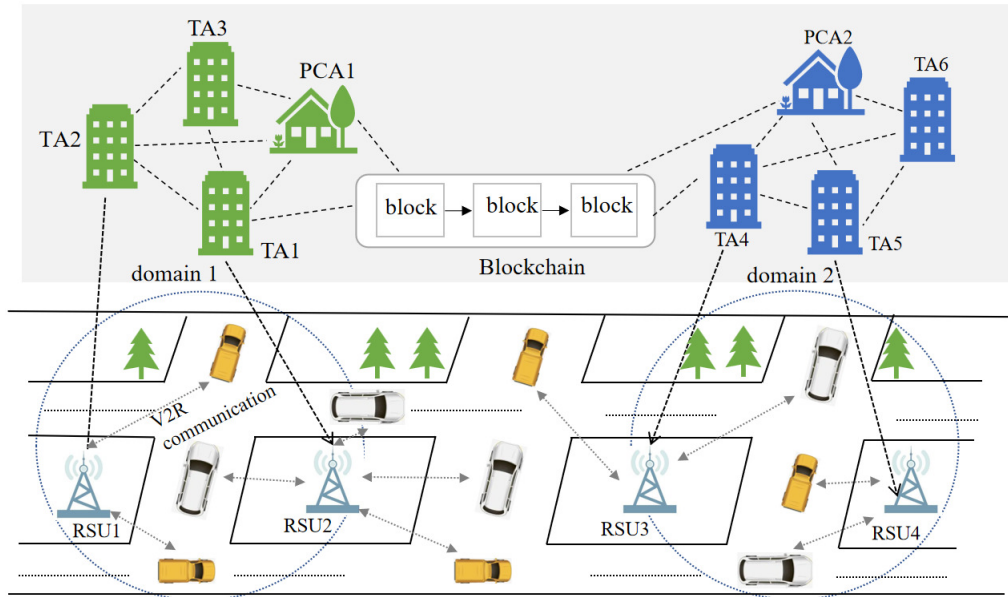 TA3
PCA1
TA2
TA1
PCA2
TA6
TA4
TA5
block
block
block
Blockchain
domain 1
domain 2
V2R
communication
RSU1
RSU2
RSU3
RSU4